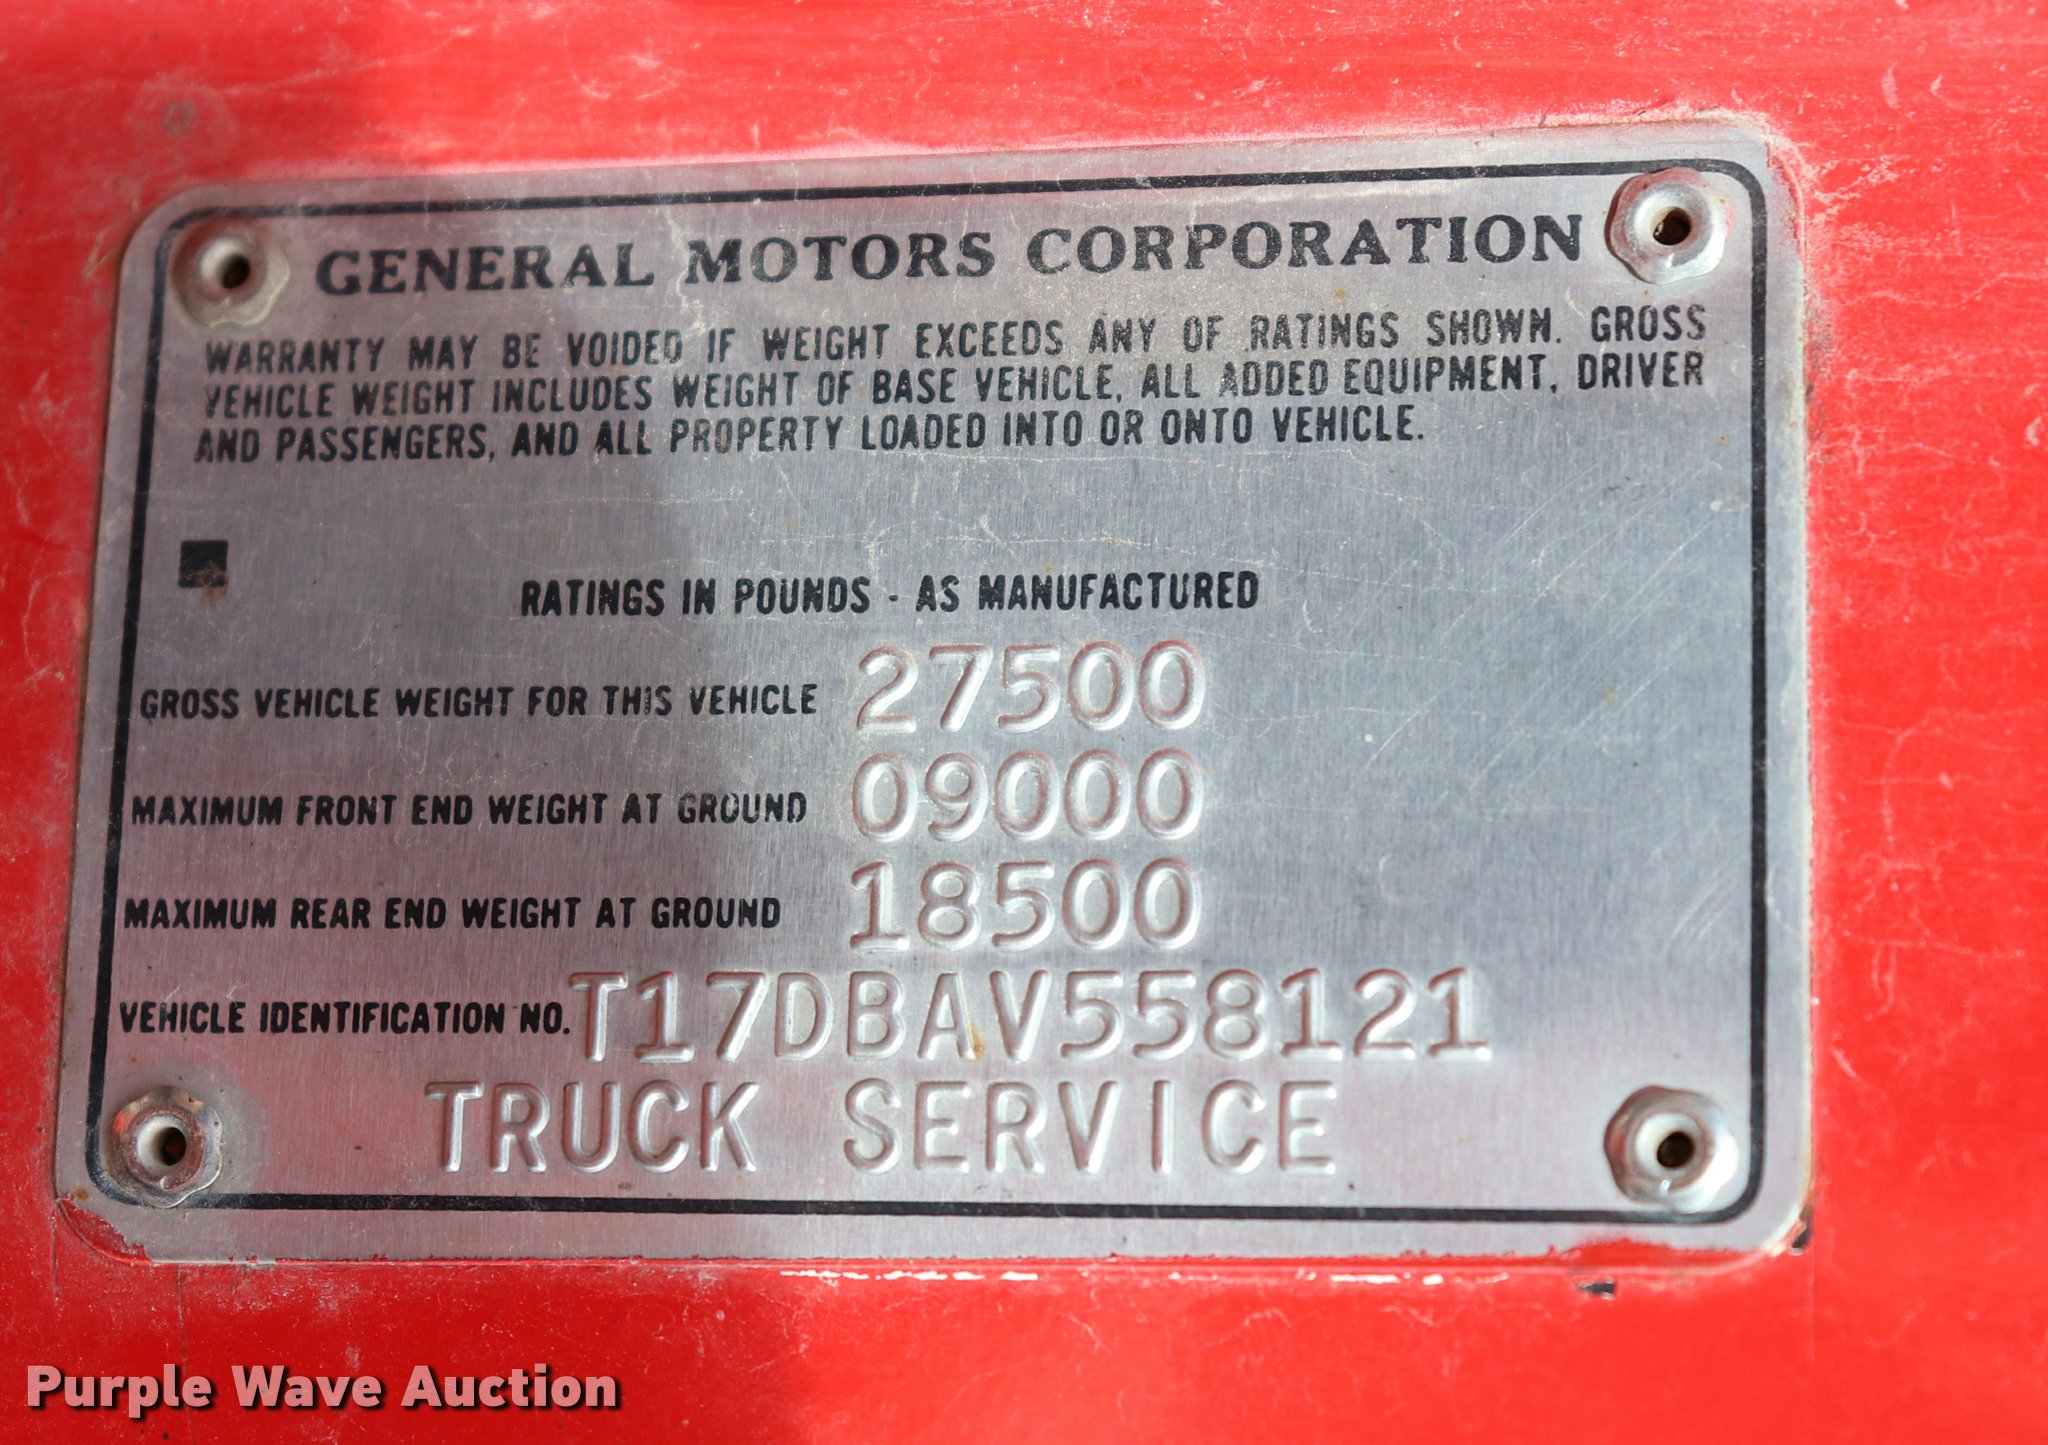 GENERAL MOTORS CORPORATION
WARRANTY MAY BE VOIDED IF WEIGHT EXCEEDS ANY OF RATINGS SHOWN. GROSS
VEHICLE WEIGHT INCLUDES WEIGHT OF BASE VEHICLE, ALL ADDED EQUIPMENT, DRIVER
AND PASSENGERS, AND ALL PROPERTY LOADED INTO OR ONTO VEHICLE.
RATINGS IN POUNDS - AS MANUFACTURED
GROSS VEHICLE WEIGHT FOR THIS VEHICLE 27500
MAXIMUM FRONT END WEIGHT AT GROUND 09000
MAXIMUM REAR END WEIGHT AT GROUND 18500
VEHICLE IDENTIFICATION NO. T17DBAV558121
TRUCK SERVICE
Purple Wave Auction